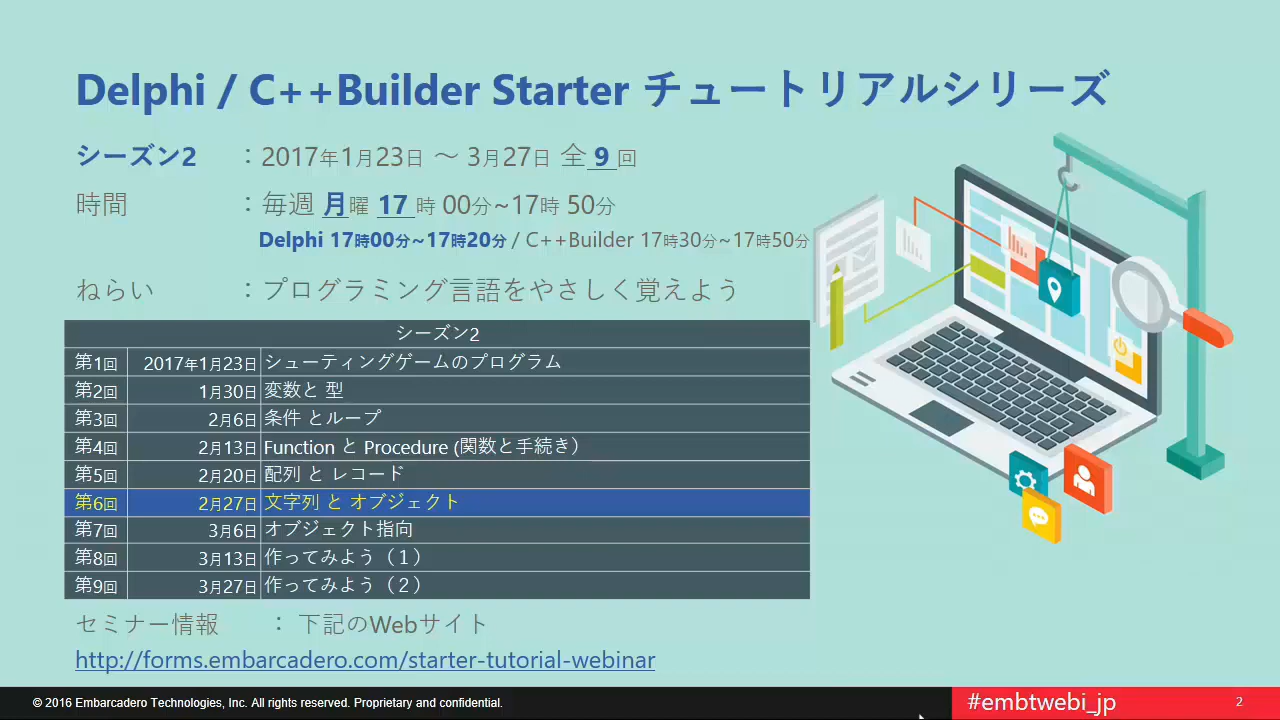 Delphi / C++Builder Starter チュートリアルシリーズ
シーズン2 ：2017年1月23日 ～ 3月27日 全 9 回
時間 ：毎週 月曜 17 時 00分~17時 50分
Delphi 17時00分~17時20分 / C++Builder 17時30分~17時50分
ねらい ：プログラミング言語をやさしく覚えよう
シーズン2
第1回 2017年1月23日 シューティングゲームのプログラム
第2回 1月30日 変数と 型
第3回 2月6日 条件 とループ
第4回 2月13日 Function と Procedure (関数と手続き）
第5回 2月20日 配列 と レコード
第6回 2月27日 文字列 と オブジェクト
第7回 3月6日 オブジェクト指向
第8回 3月13日 作ってみよう（１）
第9回 3月27日 作ってみよう（２）
セミナー情報 ： 下記のWebサイト
http://forms.embarcadero.com/starter-tutorial-webinar
© 2016 Embarcadero Technologies, Inc. All rights reserved. Proprietary and confidential.
#embtwebi_jp
2